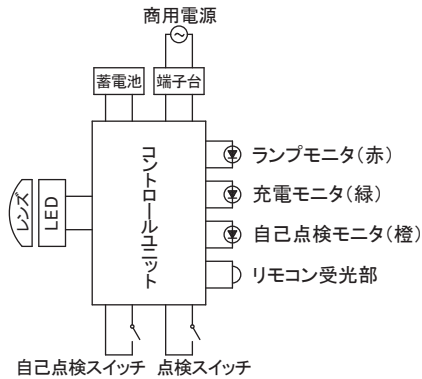 商用電源
蓄電池
端子台
コントロールユニット
レンズ
LED
ランプモニタ(赤)
充電モニタ(緑)
自己点検モニタ(橙)
リモコン受光部
自己点検スイッチ
点検スイッチ